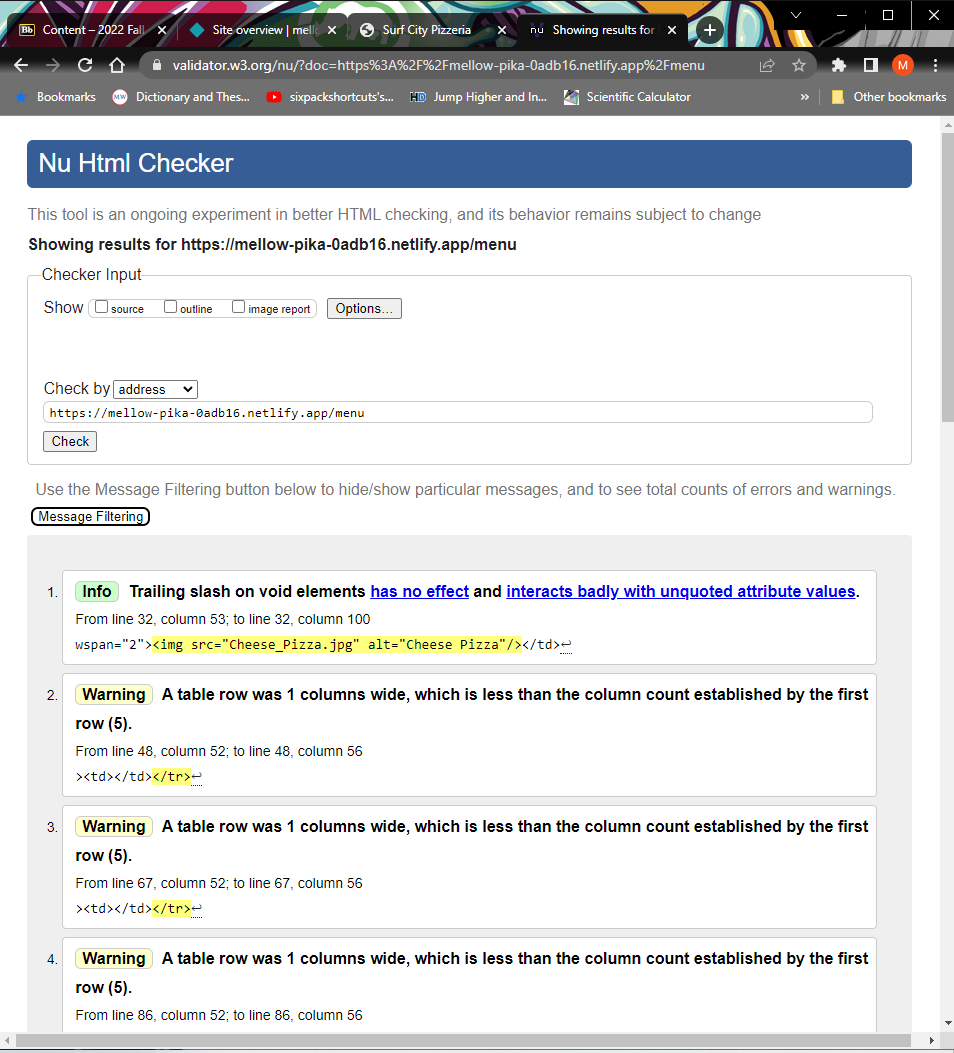 Bb Content – 2022 Fall
Site overview | mello
Surf City Pizzeria
nu Showing results for
validator.w3.org/nu/?doc=https%3A%2F%2Fmellow-pika-0adb16.netlify.app%2Fmenu
M
Bookmarks
MW Dictionary and Thes...
sixpackshortcuts's...
HD Jump Higher and In...
Scientific Calculator
»
Other bookmarks
Nu Html Checker
This tool is an ongoing experiment in better HTML checking, and its behavior remains subject to change
Showing results for https://mellow-pika-0adb16.netlify.app/menu
Checker Input
Show source outline image report Options...
Check by address
https://mellow-pika-0adb16.netlify.app/menu
Check
Use the Message Filtering button below to hide/show particular messages, and to see total counts of errors and warnings.
Message Filtering
1. Info Trailing slash on void elements has no effect and interacts badly with unquoted attribute values.
From line 32, column 53; to line 32, column 100
wspan="2"><img src="Cheese_Pizza.jpg" alt="Cheese Pizza"/></td>↩
2. Warning A table row was 1 columns wide, which is less than the column count established by the first
row (5).
From line 48, column 52; to line 48, column 56
><td></td></tr>↩
3. Warning A table row was 1 columns wide, which is less than the column count established by the first
row (5).
From line 67, column 52; to line 67, column 56
><td></td></tr>↩
4. Warning A table row was 1 columns wide, which is less than the column count established by the first
row (5).
From line 86, column 52; to line 86, column 56